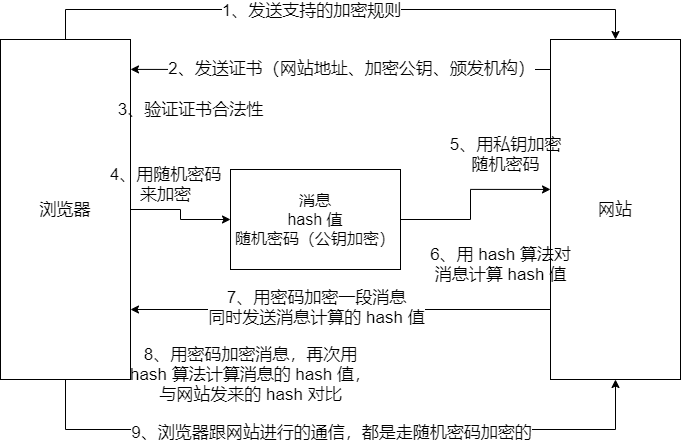 1、发送支持的加密规则
2、发送证书（网站地址、加密公钥、颁发机构）
3、验证证书合法性
浏览器
4、用随机密码
来加密
消息
hash 值
随机密码（公钥加密）
5、用私钥加密
随机密码
网站
6、用 hash 算法对
消息计算 hash 值
7、用密码加密一段消息
同时发送消息计算的 hash 值
8、用密码加密消息，再次用
hash 算法计算消息的 hash 值，
与网站发来的 hash 对比
9、浏览器跟网站进行的通信，都是走随机密码加密的